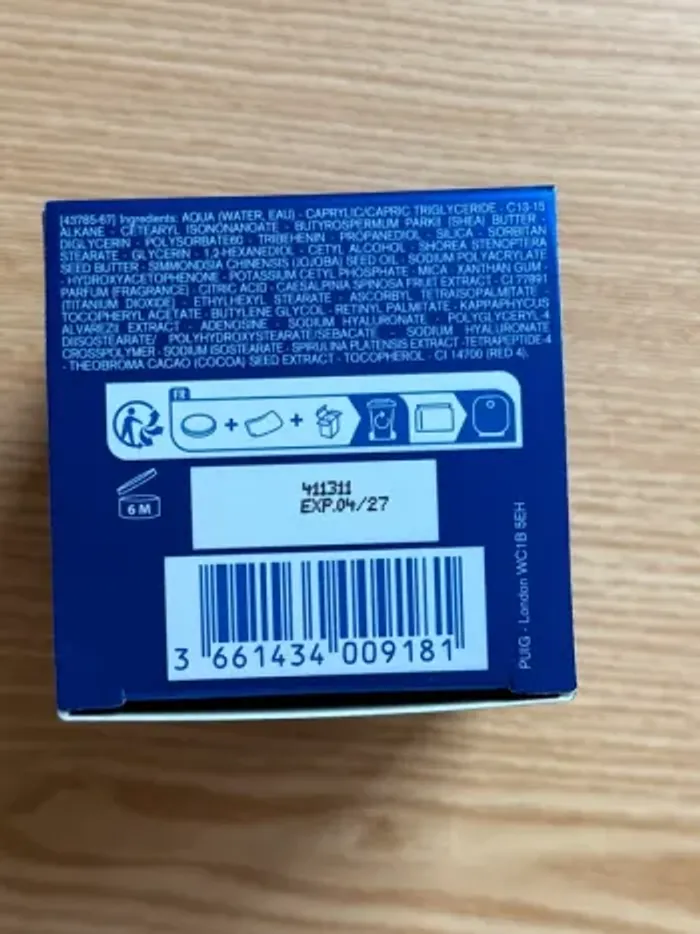 [43785-67] Ingredients: AQUA (WATER, EAU) - CAPRYLIC/CAPRIC TRIGLYCERIDE - C13-15
ALKANE - CETEARYL ISONONANOATE - BUTYROSPERMUM PARKII (SHEA) BUTTER -
DIGLYCERIN - POLYSORBATE60 - TRIBEHENIN - PROPANEDIOL - SILICA - SORBITAN
STEARATE - GLYCERIN - 1,2-HEXANEDIOL - CETYL ALCOHOL - SHOREA STENOPTERA
SEED BUTTER - SIMMONDSIA CHINENSIS (JOJOBA) SEED OIL - SODIUM POLYACRYLATE
- HYDROXYACETOPHENONE - POTASSIUM CETYL PHOSPHATE - MICA - XANTHAN GUM -
PARFUM (FRAGRANCE) - CITRIC ACID - CAESALPINIA SPINOSA FRUIT EXTRACT - CI 77891
(TITANIUM DIOXIDE) - ETHYLHEXYL STEARATE - ASCORBYL TETRAISOPALMITATE -
TOCOPHERYL ACETATE - BUTYLENE GLYCOL - RETINYL PALMITATE - KAPPAPHYCUS
ALVAREZII EXTRACT - ADENOSINE - SODIUM HYALURONATE - POLYGLYCERYL-4
DIISOSTEARATE/ POLYHYDROXYSTEARATE/SEBACATE - SODIUM HYALURONATE
CROSSPOLYMER - SODIUM ISOSTEARATE - SPIRULINA PLATENSIS EXTRACT - TETRAPEPTIDE-4
- THEOBROMA CACAO (COCOA) SEED EXTRACT - TOCOPHEROL - CI 14700 (RED 4).
FR
+ +
6 M
411311
EXP.04/27
3 661434 009181
PUIG - London WC1B 5EH